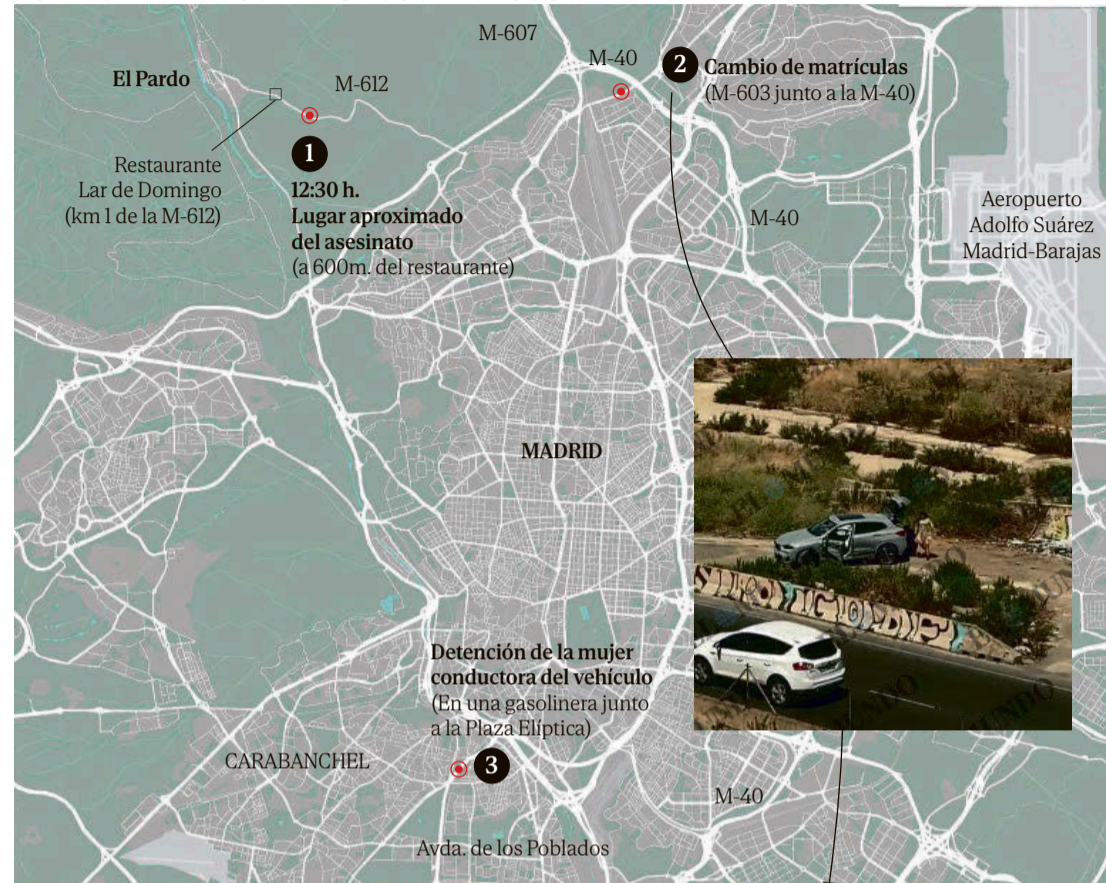 M-607
M-40
2
Cambio de matrículas
(M-603 junto a la M-40)
El Pardo
M-612
Restaurante
Lar de Domingo
(km 1 de la M-612)
1
12:30 h.
Lugar aproximado
del asesinato
(a 600m. del restaurante)
M-40
Aeropuerto
Adolfo Suárez
Madrid-Barajas
MADRID
MUNDO
Detención de la mujer
conductora del vehículo
(En una gasolinera junto
a la Plaza Elíptica)
3
CARABANCHEL
M-40
Avda. de los Poblados